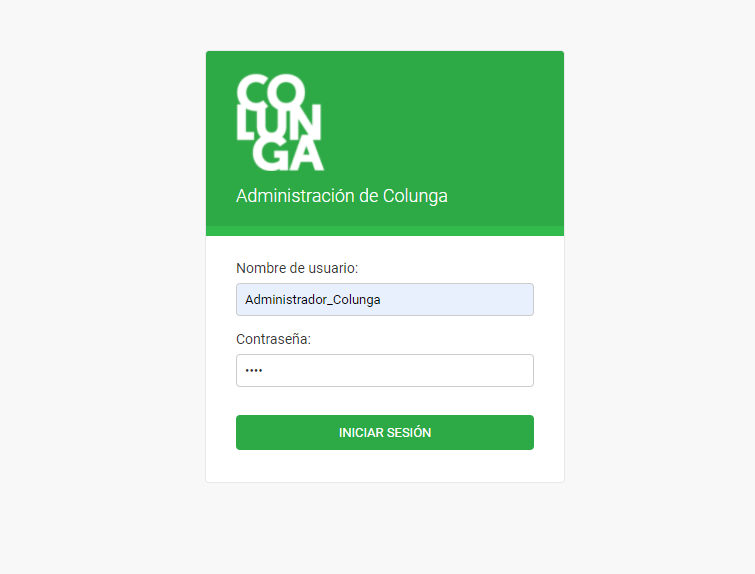 CO
LUN
GA
Administración de Colunga
Nombre de usuario:
Administrador_Colunga
Contraseña:
••••
INICIAR SESIÓN